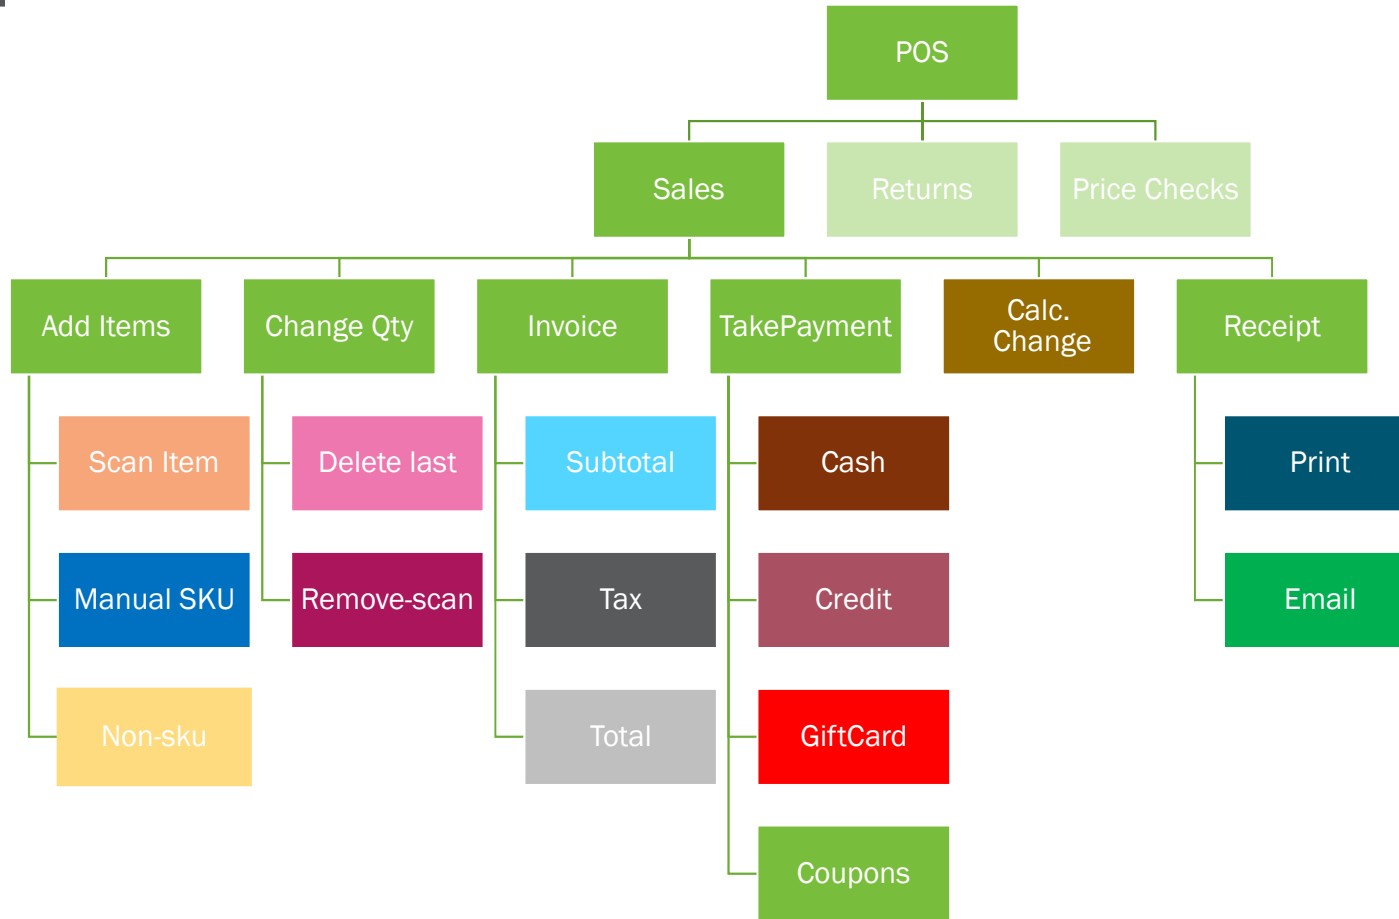 POS
Sales
Returns
Price Checks
Add Items
Change Qty
Invoice
TakePayment
Calc.
Change
Receipt
Scan Item
Delete last
Subtotal
Cash
Print
Manual SKU
Remove-scan
Tax
Credit
Email
Non-sku
Total
GiftCard
Coupons